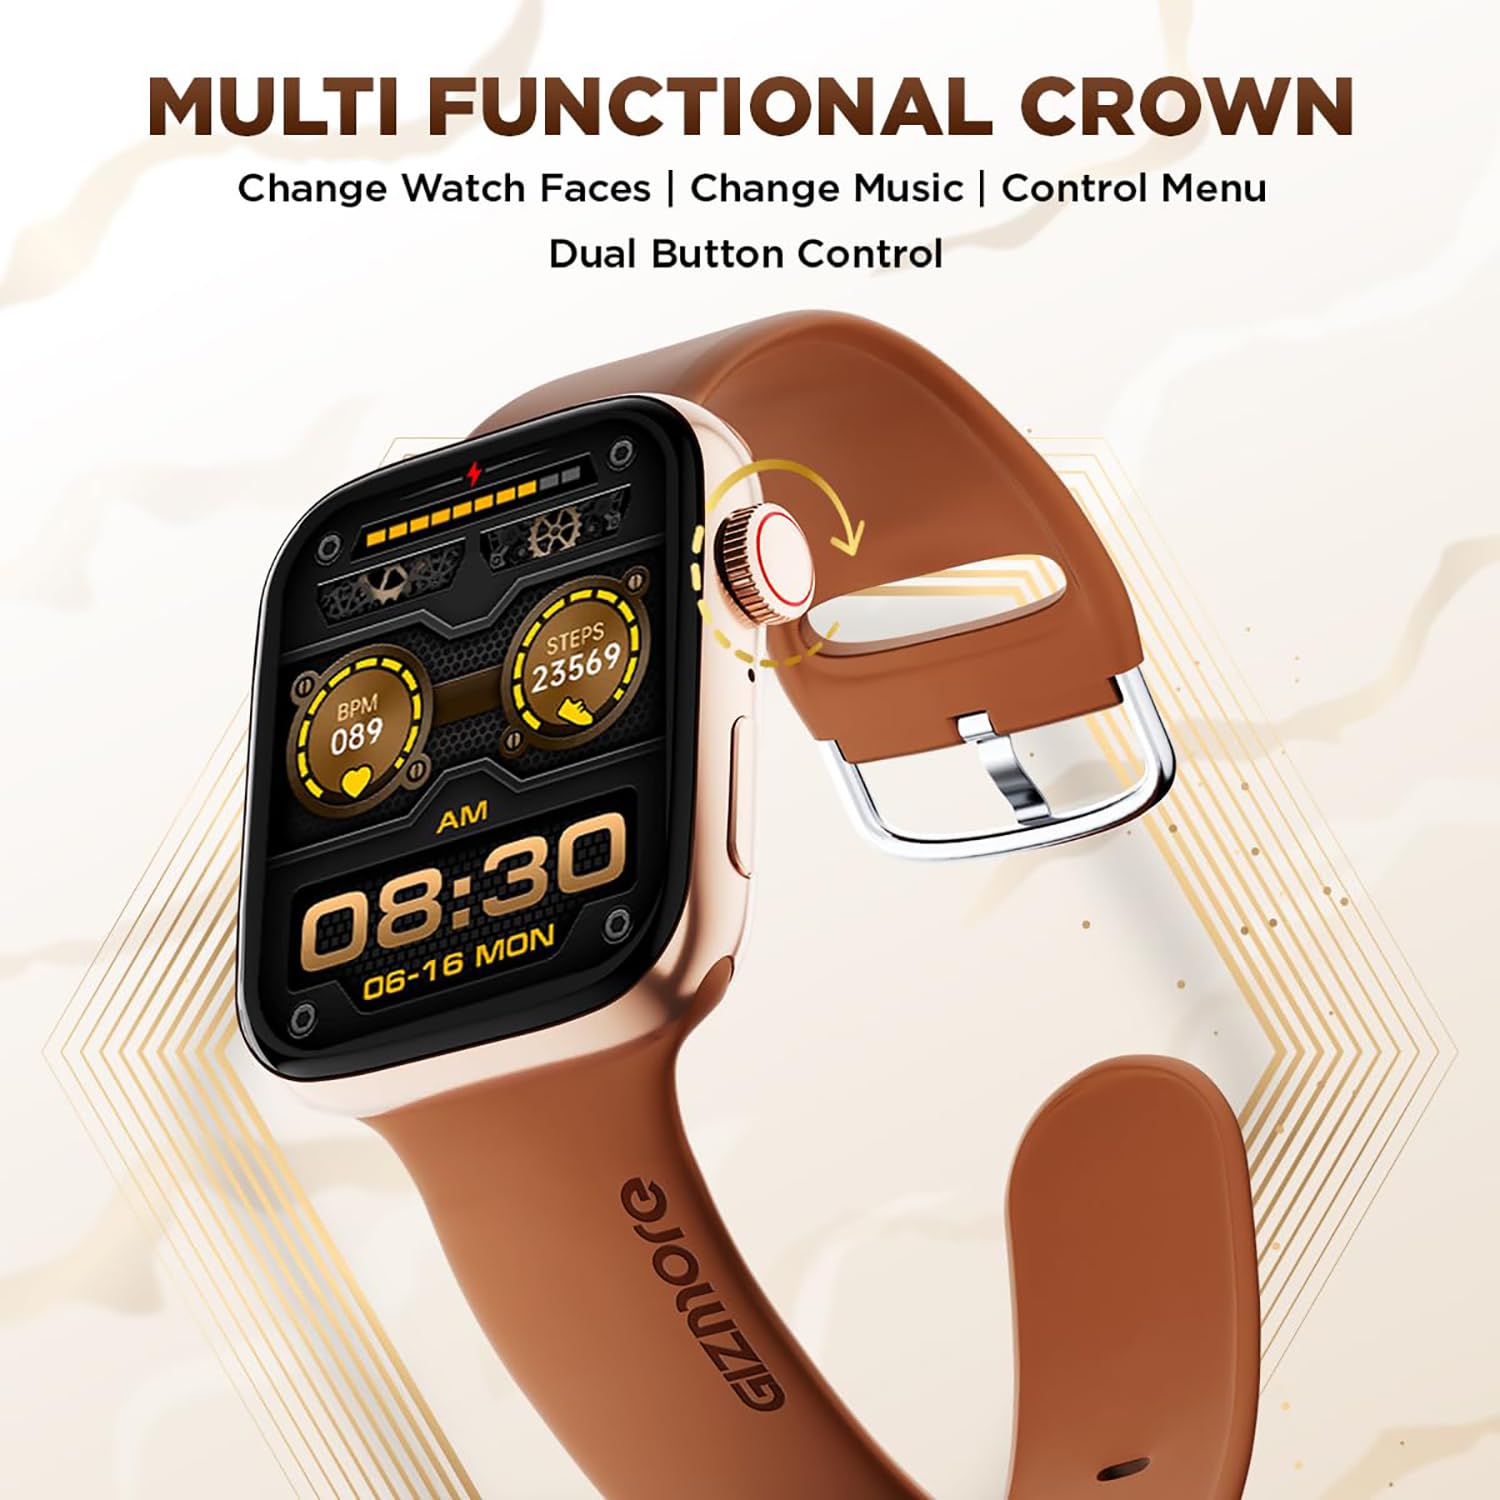 MULTI FUNCTIONAL CROWN
Change Watch Faces | Change Music | Control Menu
Dual Button Control
BPM
089
STEPS
23569
AM
08:30
06-16 MON
GIZMORE